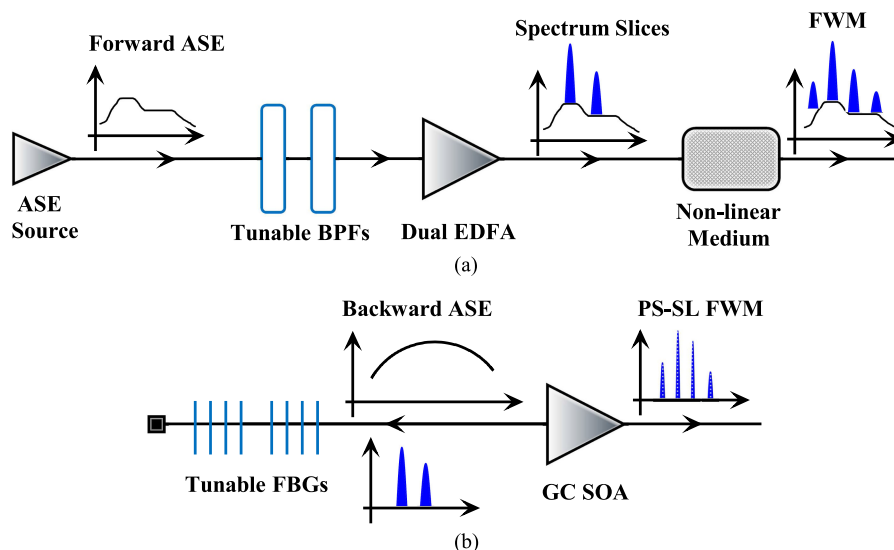 Forward ASE
Spectrum Slices
FWM
ASE
Source
Tunable BPFs
Dual EDFA
Non-linear
Medium
(a)
Backward ASE
PS-SL FWM
Tunable FBGs
GC SOA
(b)